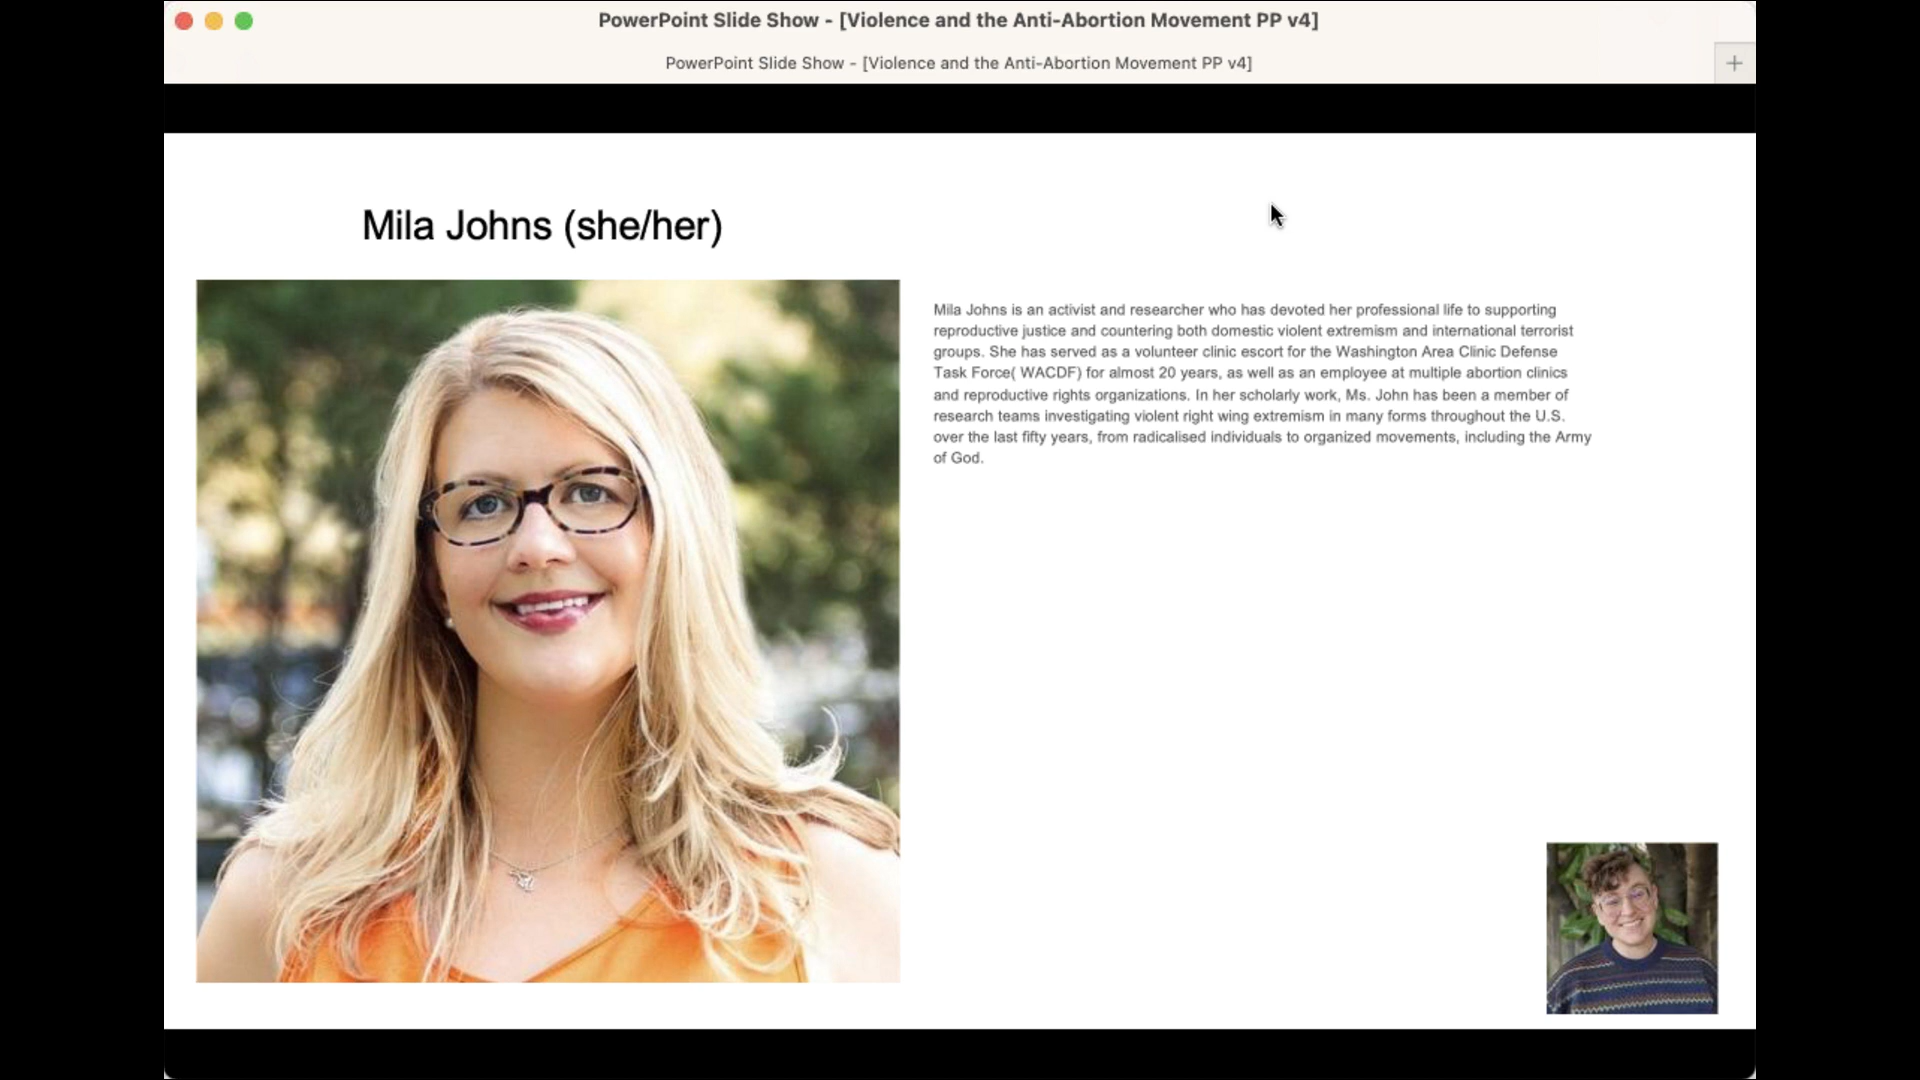 PowerPoint Slide Show - [Violence and the Anti-Abortion Movement PP v4]
PowerPoint Slide Show - [Violence and the Anti-Abortion Movement PP v4]
Mila Johns (she/her)
Mila Johns is an activist and researcher who has devoted her professional life to supporting
reproductive justice and countering both domestic violent extremism and international terrorist
groups. She has served as a volunteer clinic escort for the Washington Area Clinic Defense
Task Force( WACDF) for almost 20 years, as well as an employee at multiple abortion clinics
and reproductive rights organizations. In her scholarly work, Ms. John has been a member of
research teams investigating violent right wing extremism in many forms throughout the U.S.
over the last fifty years, from radicalised individuals to organized movements, including the Army
of God.